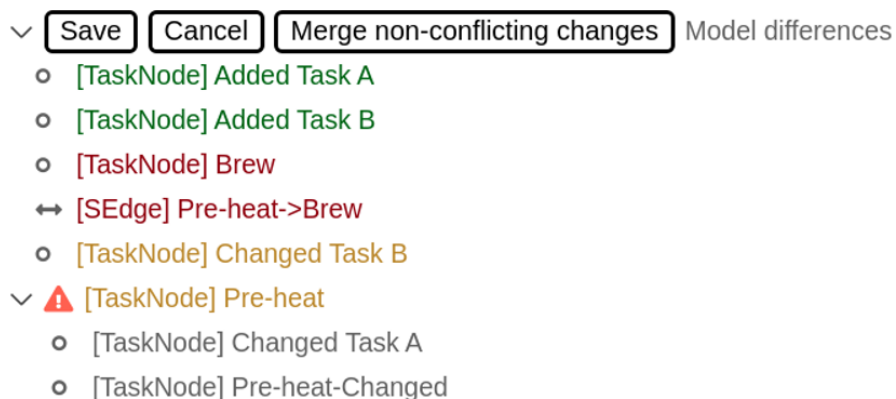 Save Cancel Merge non-conflicting changes Model differences
[TaskNode] Added Task A
[TaskNode] Added Task B
[TaskNode] Brew
[SEdge] Pre-heat->Brew
[TaskNode] Changed Task B
[TaskNode] Pre-heat
[TaskNode] Changed Task A
[TaskNode] Pre-heat-Changed